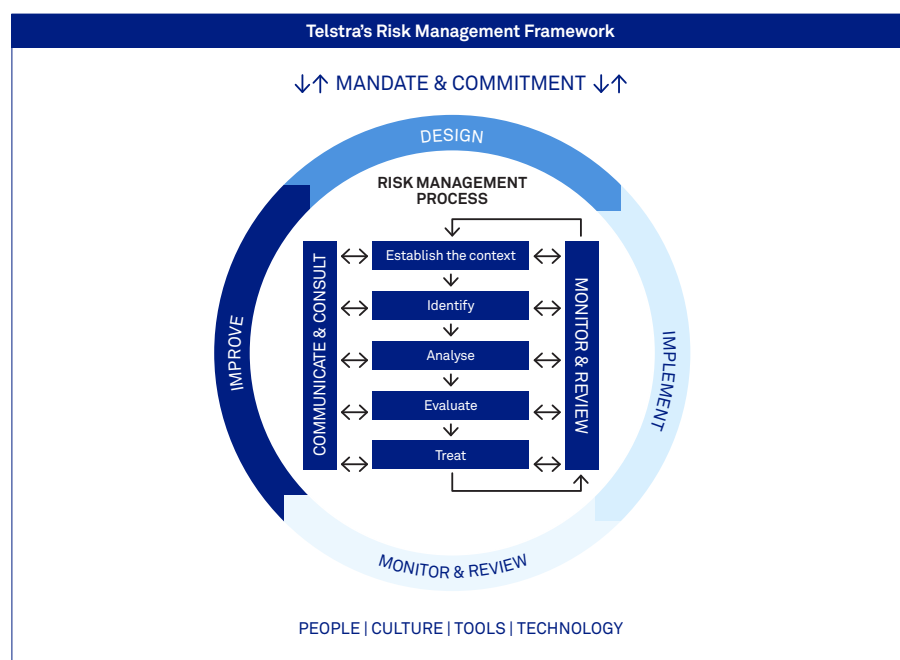 Telstra's Risk Management Framework
↓↑ MANDATE & COMMITMENT ↓↑
DESIGN
RISK MANAGEMENT
PROCESS
Establish the context
Identify
Analyse
Evaluate
Treat
COMMUNICATE & CONSULT
MONITOR & REVIEW
IMPROVE
IMPLEMENT
MONITOR & REVIEW
PEOPLE | CULTURE | TOOLS | TECHNOLOGY